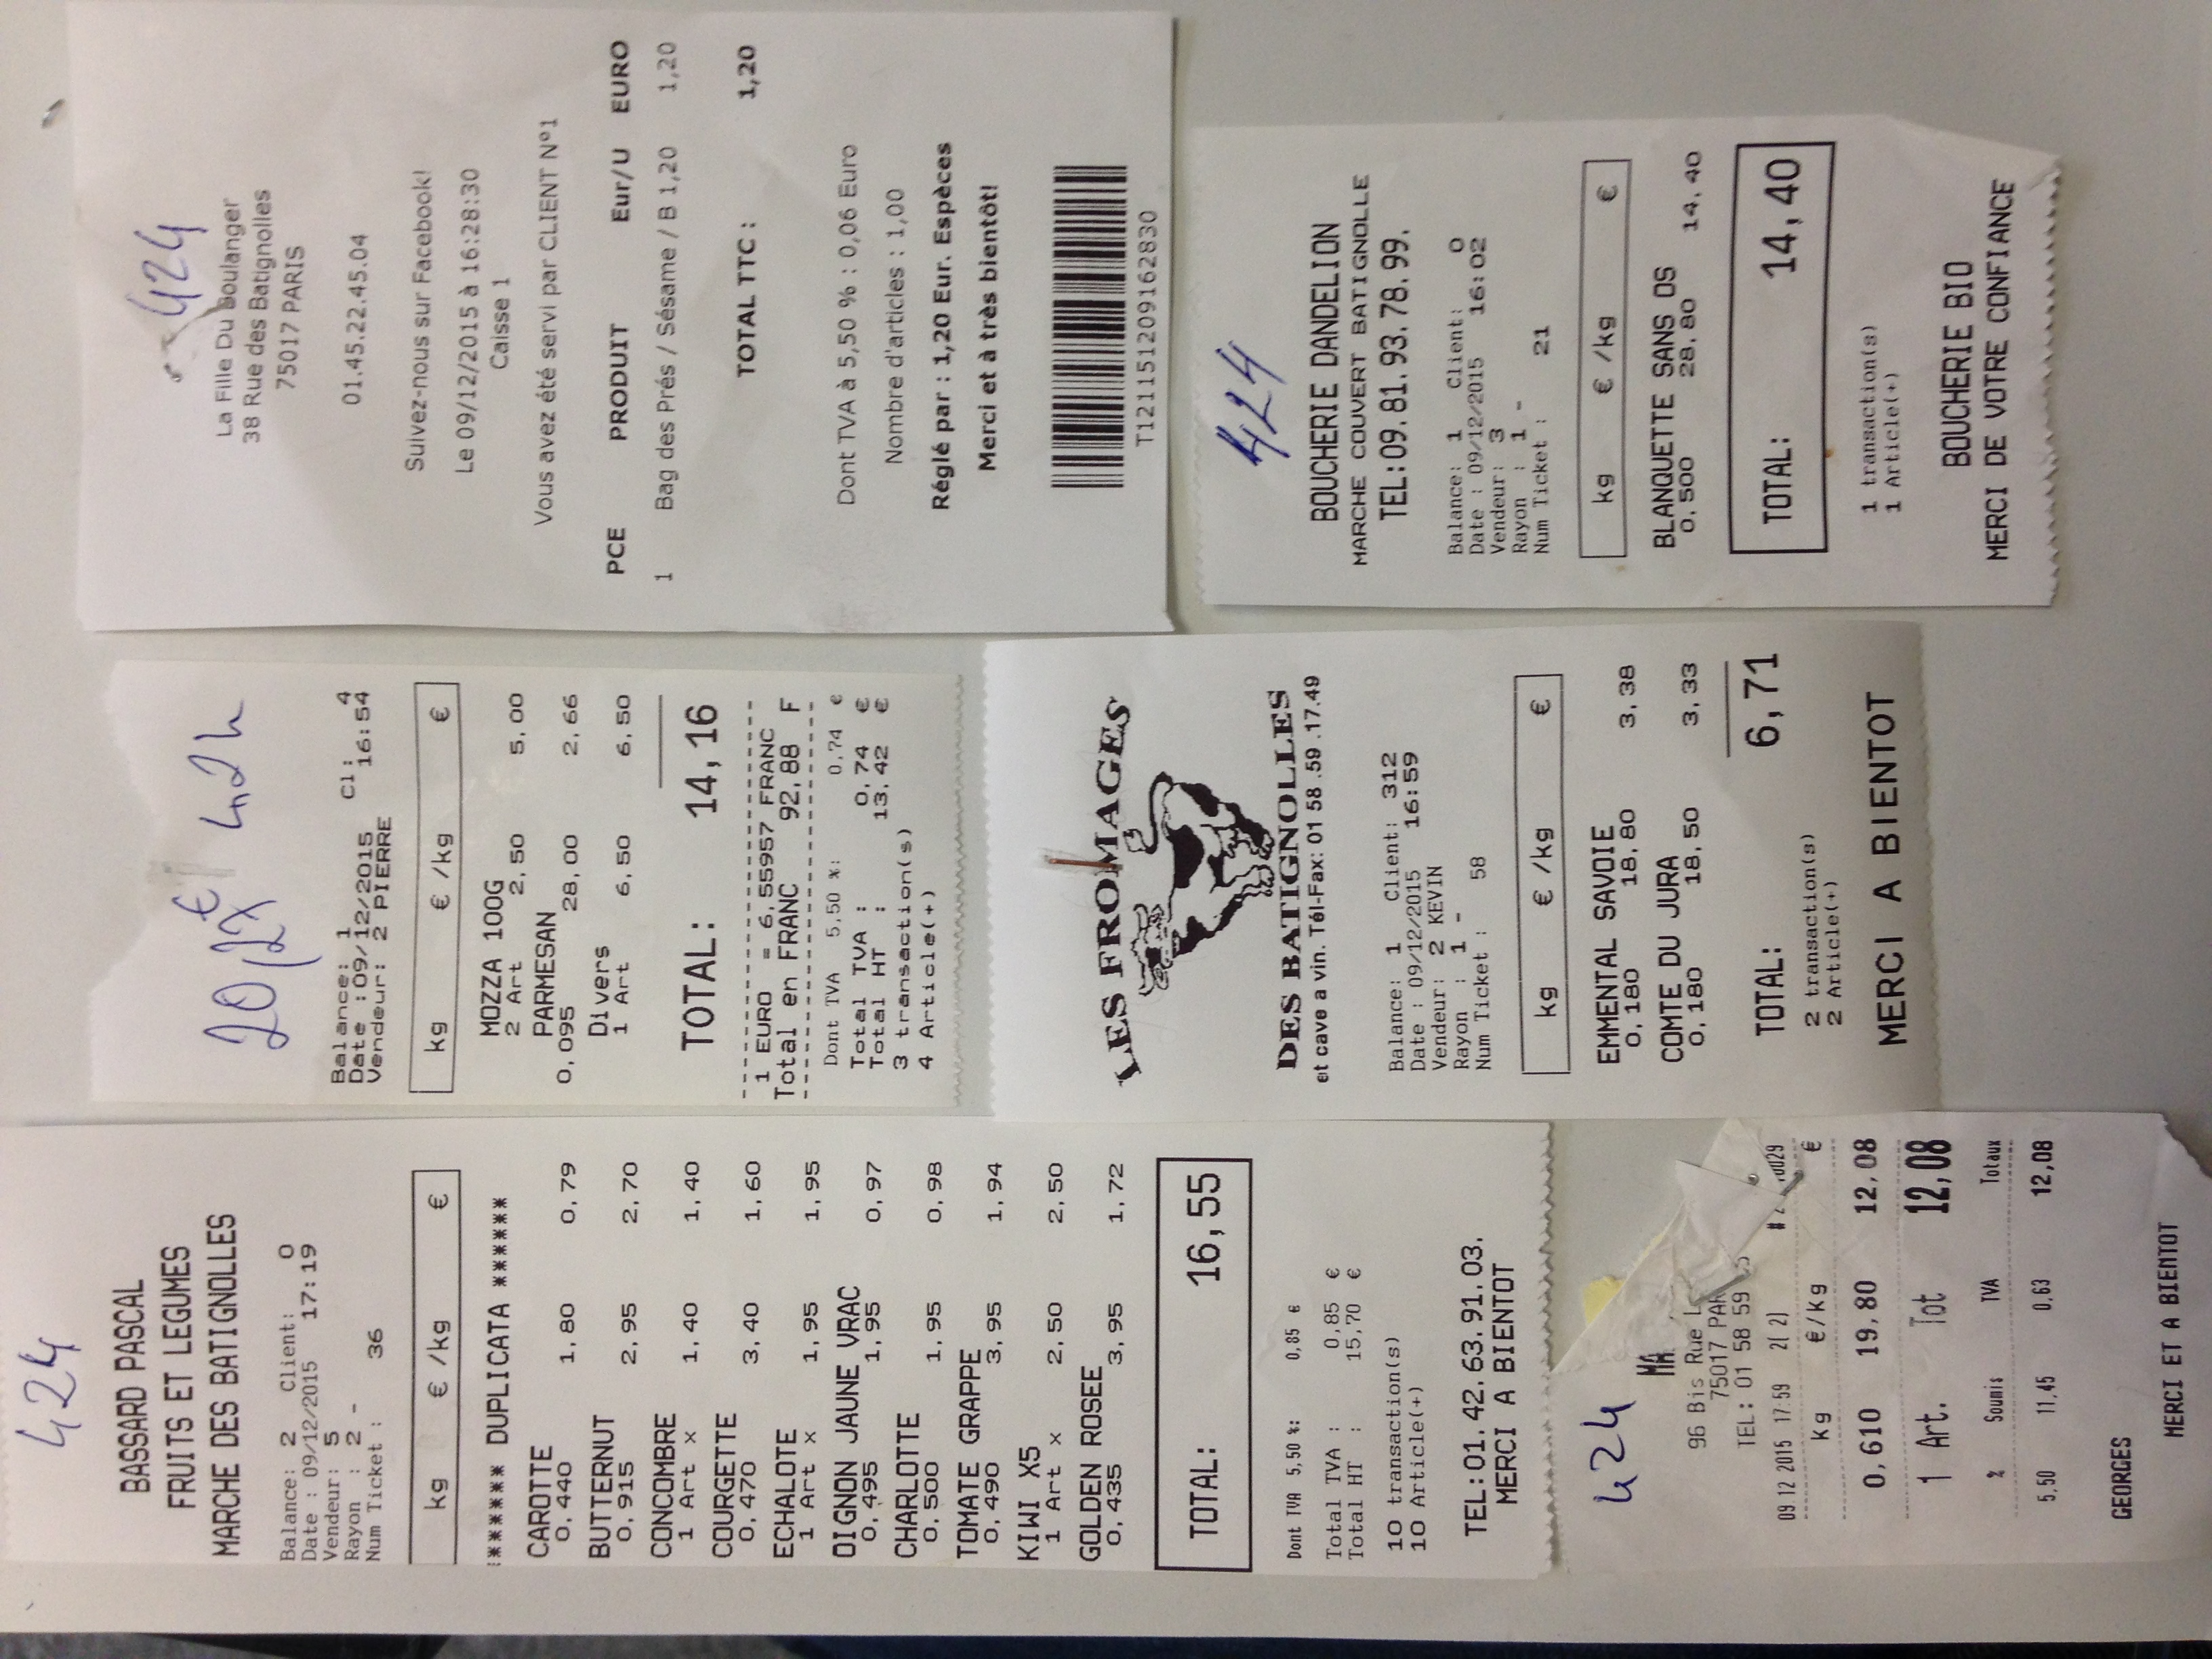 424
BASSARD PASCAL
FRUITS ET LEGUMES
MARCHE DES BATIGNOLLES
Balance: 2 Client: 0
Date : 09/12/2015 17:19
Vendeur: 5
Rayon : 2 -
Num Ticket : 36
kg € /kg €
****** DUPLICATA ******
CAROTTE
0,440 1,80 0,79
BUTTERNUT
0,915 2,95 2,70
CONCOMBRE
1 Art x 1,40 1,40
COURGETTE
0,470 3,40 1,60
ECHALOTE
1 Art x 1,95 1,95
OIGNON JAUNE VRAC
0,495 1,95 0,97
CHARLOTTE
0,500 1,95 0,98
TOMATE GRAPPE
0,490 3,95 1,94
KIWI X5
1 Art x 2,50 2,50
GOLDEN ROSEE
0,435 3,95 1,72
TOTAL: 16,55
Dont TVA 5,50 %: 0,85 €
Total TVA : 0,85 €
Total HT : 15,70 €
10 transaction(s)
10 Article(+)
TEL:01.42.63.91.03.
MERCI A BIENTOT
424
MA
96 Bis Rue L
75017 PAR
TEL: 01 58 59
09 12 2015 17:59 2( 2)
kg €/kg €
0,610 19,80 12,08
1 Art. Tot 12,08
% Soumis TVA Totaux
5,50 11,45 0,63 12,08
GEORGES
MERCI ET A BIENTOT
20,27€ 424
Balance: 1 Cl: 4
Date :09/12/2015 16:54
Vendeur: 2 PIERRE
kg € /kg €
MOZZA 100G
2 Art 2,50 5,00
PARMESAN
0,095 28,00 2,66
Divers
1 Art 6,50 6,50
TOTAL: 14,16
1 EURO = 6,55957 FRANC
Total en FRANC 92,88 F
Dont TVA 5,50 %: 0,74 €
Total TVA : 0,74 €
Total HT : 13,42 €
3 transaction(s)
4 Article(+)
LES FROMAGES
DES BATIGNOLLES
et cave a vin. Tél-Fax: 01 58 .59 .17.49
Balance: 1 Client: 312
Date : 09/12/2015 16:59
Vendeur: 2 KEVIN
Rayon : 1 -
Num Ticket : 58
kg € /kg €
EMMENTAL SAVOIE
0,180 18,80 3,38
COMTE DU JURA
0,180 18,50 3,33
TOTAL: 6,71
2 transaction(s)
2 Article(+)
MERCI A BIENTOT
424
La Fille Du Boulanger
38 Rue des Batignolles
75017 PARIS
01.45.22.45.04
Suivez-nous sur Facebook!
Le 09/12/2015 à 16:28:30
Caisse 1
Vous avez été servi par CLIENT N°1
PCE PRODUIT Eur/U EURO
1 Bag des Prés / Sésame / B 1,20 1,20
TOTAL TTC : 1,20
Dont TVA à 5,50 % : 0,06 Euro
Nombre d'articles : 1,00
Réglé par : 1,20 Eur. Espèces
Merci et à très bientôt!
T121151209162830
424
BOUCHERIE DANDELION
MARCHE COUVERT BATIGNOLLE
TEL:09.81.93.78.99.
Balance: 1 Client: 0
Date : 09/12/2015 16:02
Vendeur: 3
Rayon : 1 -
Num Ticket : 21
kg € /kg €
BLANQUETTE SANS OS
0,500 28,80 14,40
TOTAL: 14,40
1 transaction(s)
1 Article(+)
BOUCHERIE BIO
MERCI DE VOTRE CONFIANCE